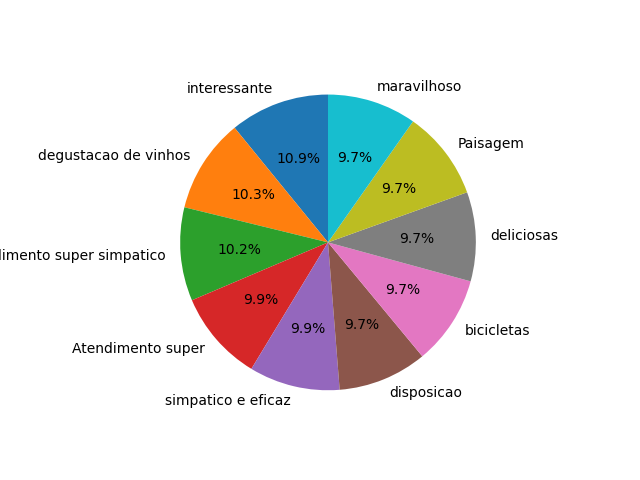 interessante
10.9%
degustacao de vinhos
10.3%
dimento super simpatico
10.2%
Atendimento super
9.9%
simpatico e eficaz
9.9%
disposicao
9.7%
bicicletas
9.7%
deliciosas
9.7%
Paisagem
9.7%
maravilhoso
9.7%